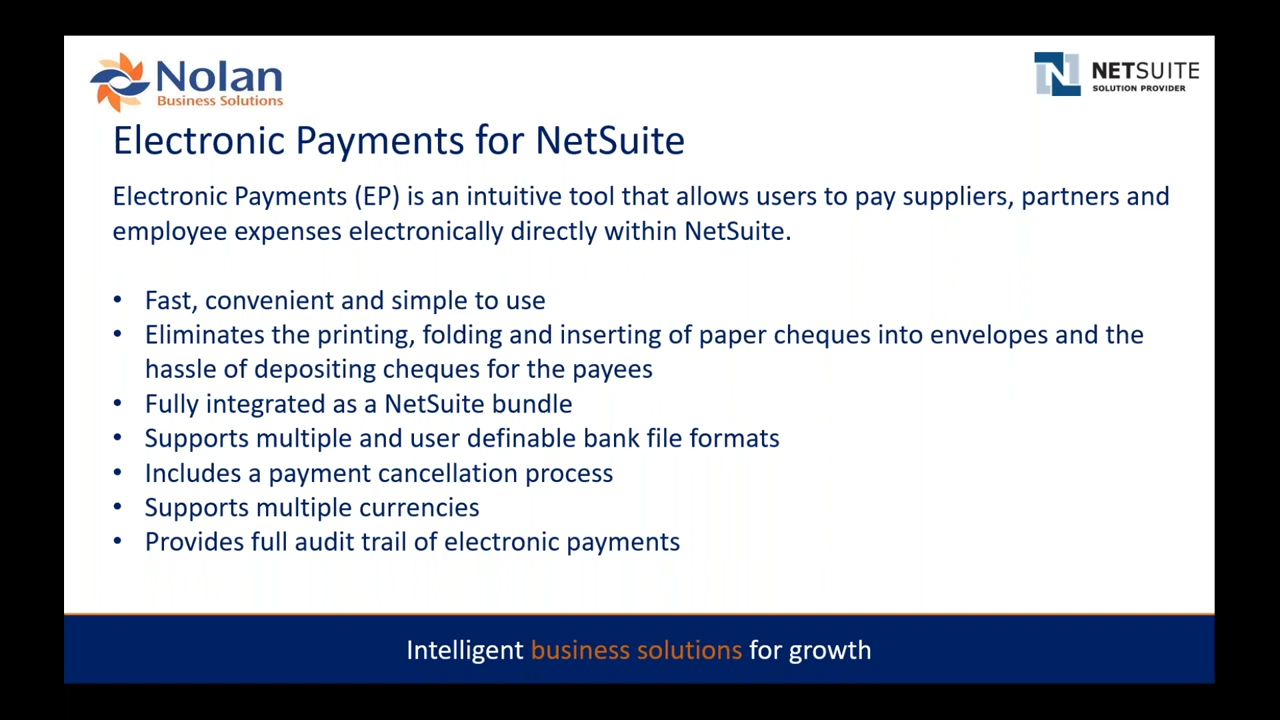 Nolan
Business Solutions
NETSUITE
SOLUTION PROVIDER
Electronic Payments for NetSuite
Electronic Payments (EP) is an intuitive tool that allows users to pay suppliers, partners and
employee expenses electronically directly within NetSuite.
• Fast, convenient and simple to use
• Eliminates the printing, folding and inserting of paper cheques into envelopes and the
hassle of depositing cheques for the payees
• Fully integrated as a NetSuite bundle
• Supports multiple and user definable bank file formats
• Includes a payment cancellation process
• Supports multiple currencies
• Provides full audit trail of electronic payments
Intelligent business solutions for growth